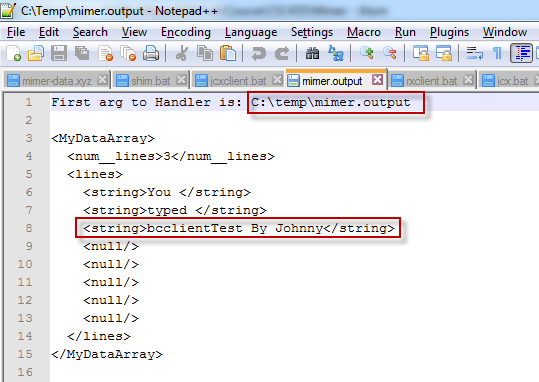 C:\Temp\mimer.output - Notepad++
File Edit Search View Encoding Language Settings Macro Run Plugins Window
mimer-data.xyz shim.bat jcxclient.bat mimer.output rxclient.bat jcx.bat
1 First arg to Handler is: C:\temp\mimer.output
2
3 <MyDataArray>
4 <num__lines>3</num__lines>
5 <lines>
6 <string>You </string>
7 <string>typed </string>
8 <string>bcclientTest By Johnny</string>
9 <null/>
10 <null/>
11 <null/>
12 <null/>
13 <null/>
14 </lines>
15 </MyDataArray>
16